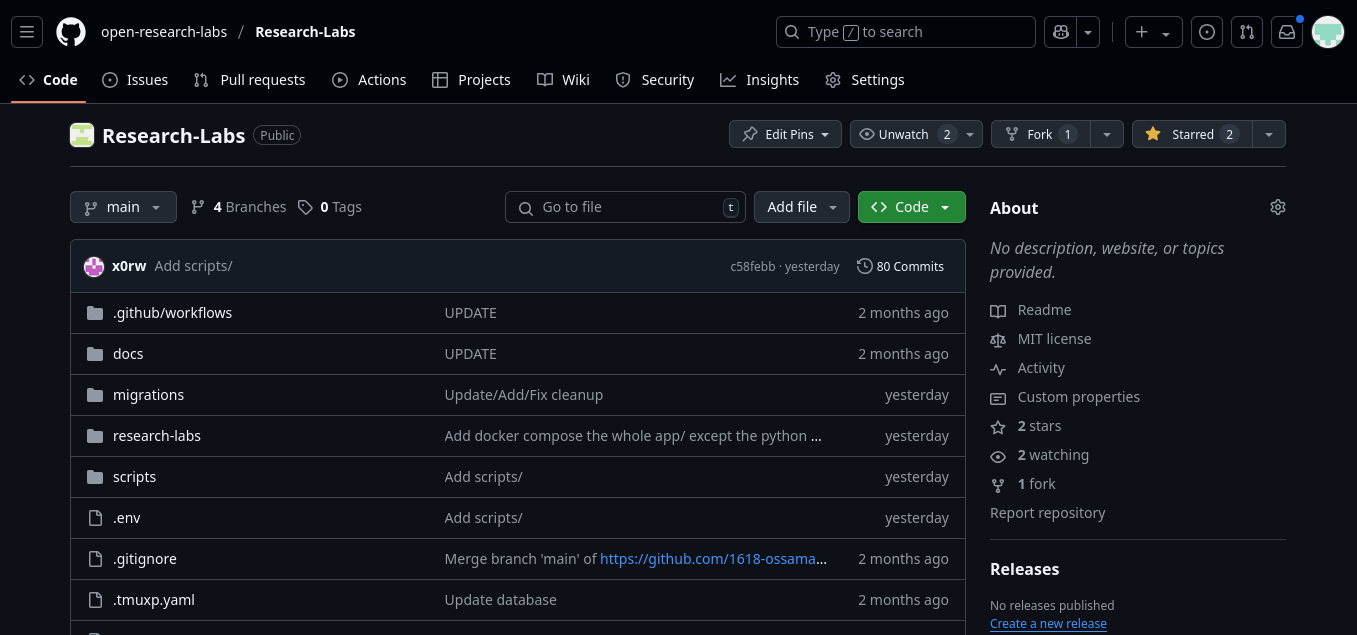 open-research-labs / Research-Labs Type / to search
Code Issues Pull requests Actions Projects Wiki Security Insights Settings
Research-Labs Public Edit Pins Unwatch 2 Fork 1 Starred 2
main 4 Branches 0 Tags Go to file t Add file Code
x0rw Add scripts/ c58febb · yesterday 80 Commits
.github/workflows UPDATE 2 months ago
docs UPDATE 2 months ago
migrations Update/Add/Fix cleanup yesterday
research-labs Add docker compose the whole app/ except the python ... yesterday
scripts Add scripts/ yesterday
.env Add scripts/ yesterday
.gitignore Merge branch 'main' of https://github.com/1618-ossama... 2 months ago
.tmuxp.yaml Update database 2 months ago
About
No description, website, or topics
provided.
Readme
MIT license
Activity
Custom properties
2 stars
2 watching
1 fork
Report repository
Releases
No releases published
Create a new release